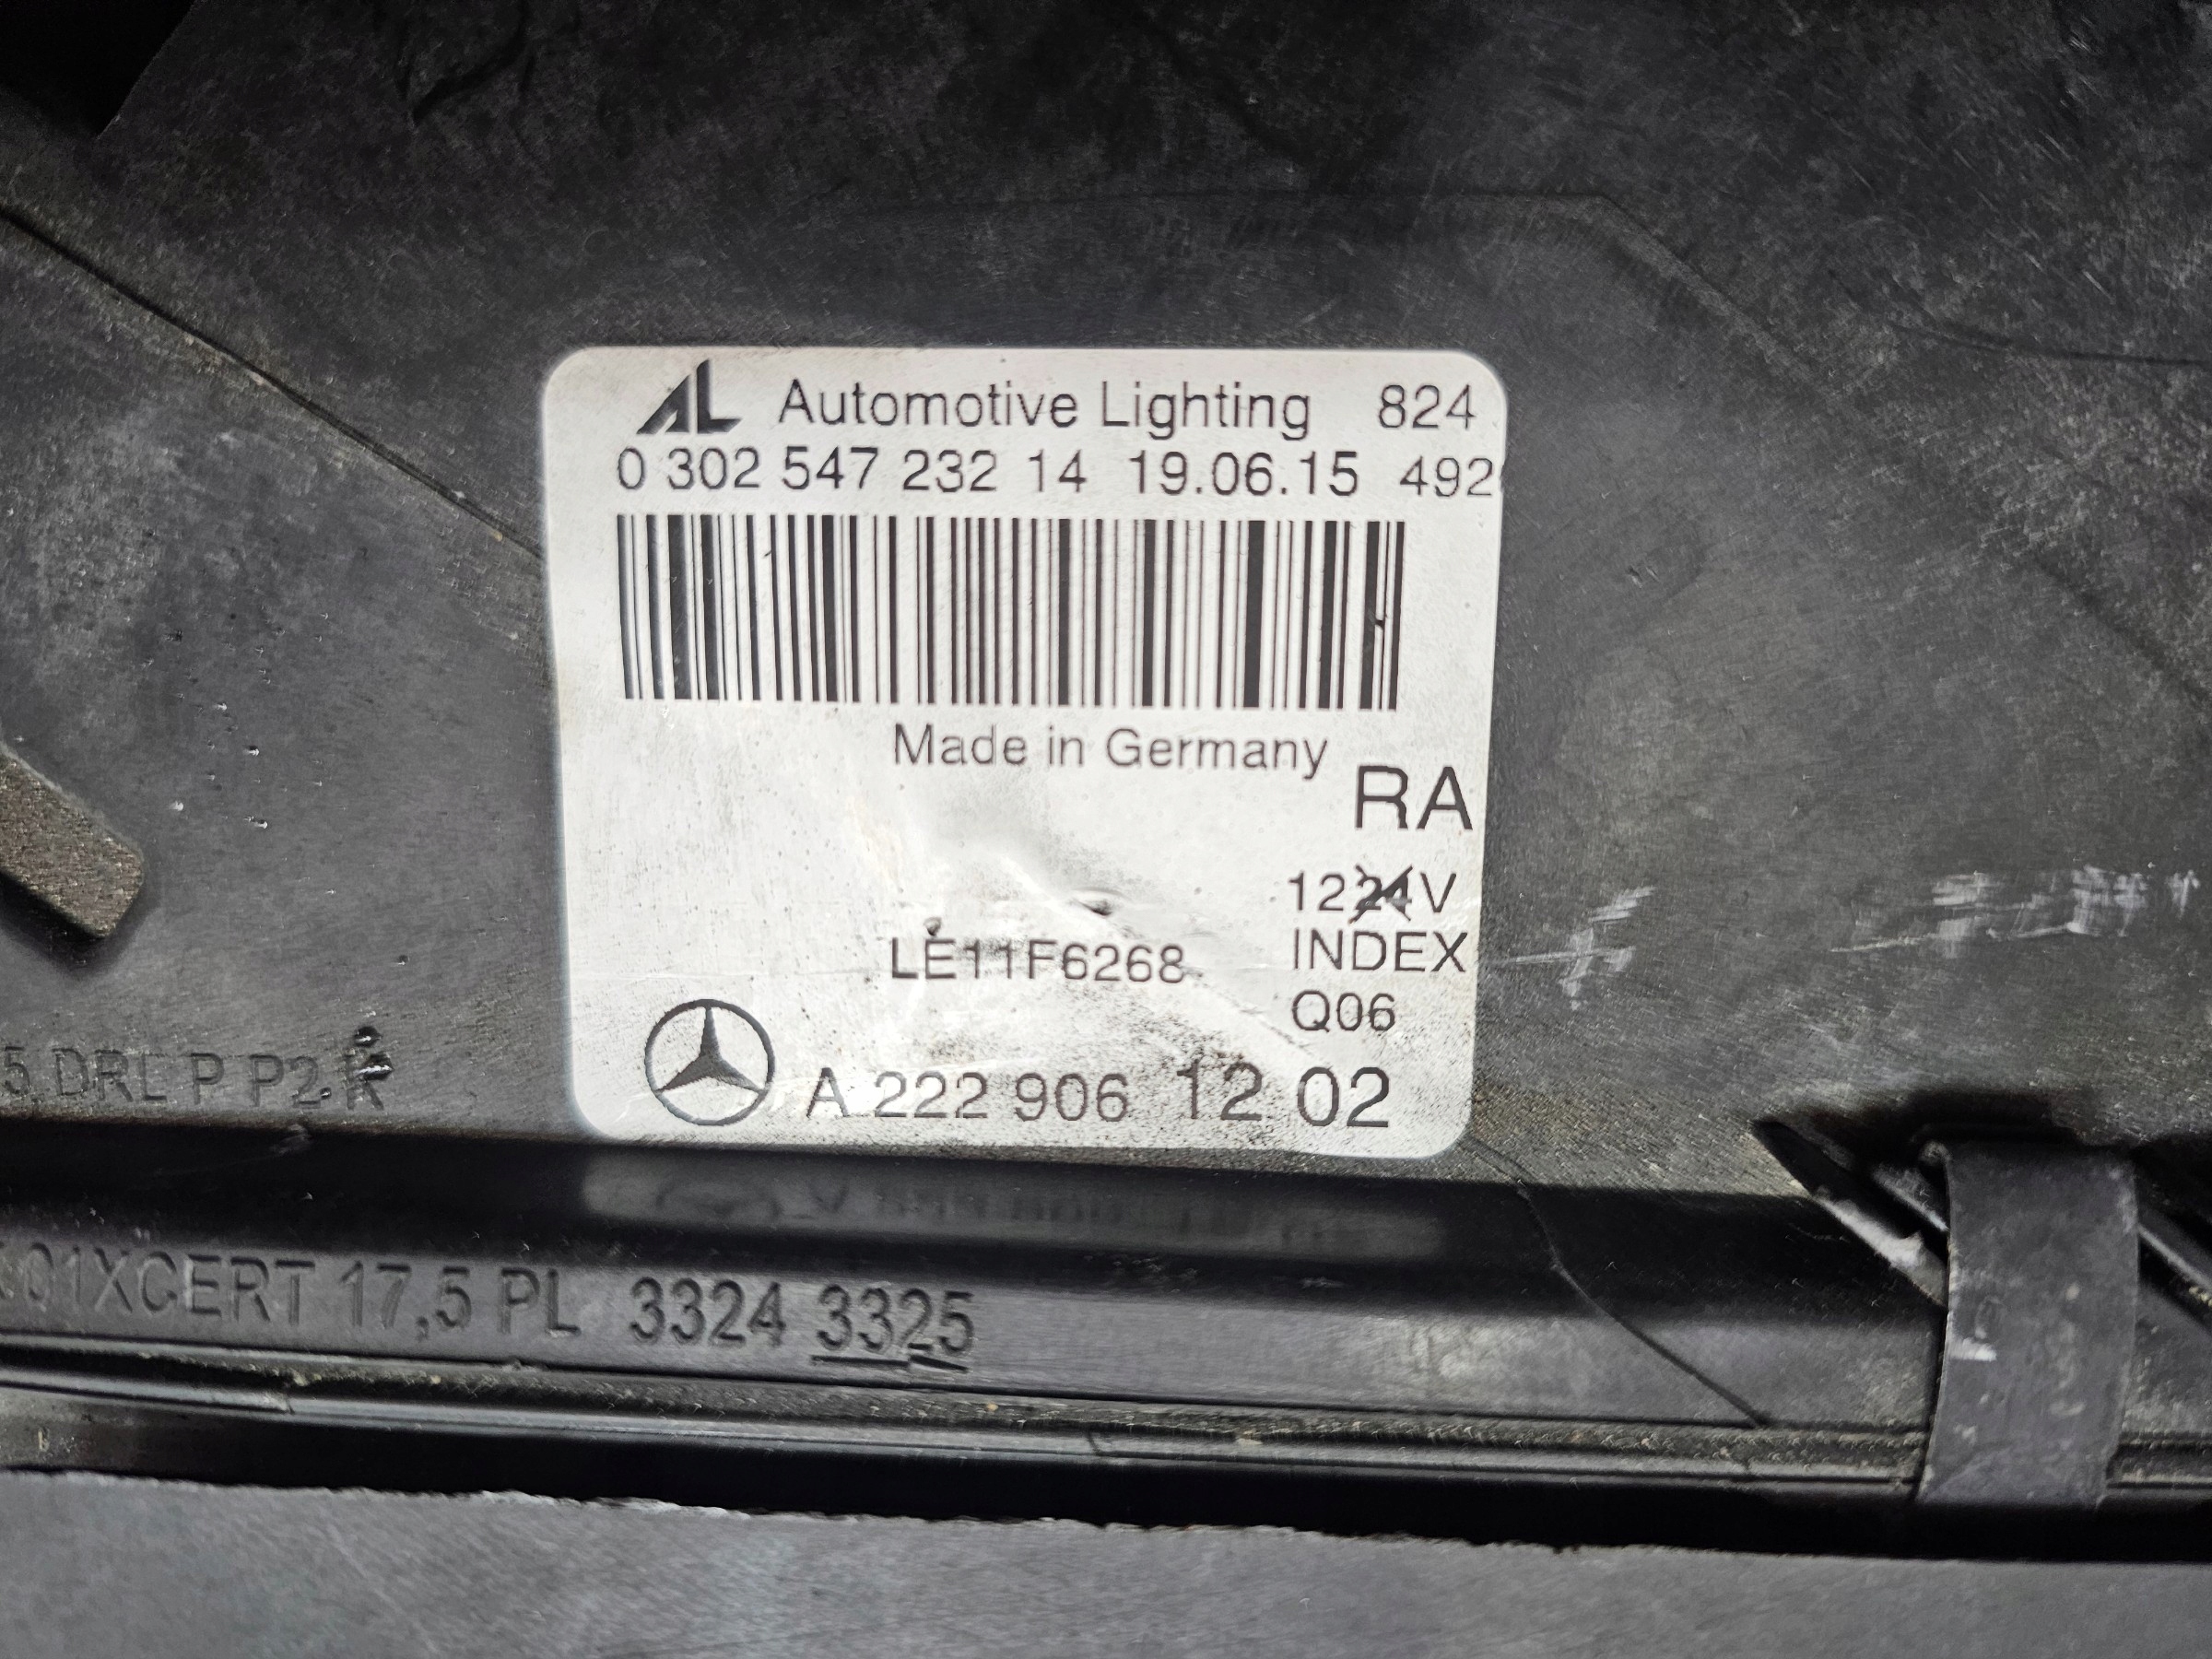 AL Automotive Lighting 824
0 302 547 232 14 19.06.15 492
Made in Germany
RA
1224V
LE11F6268
INDEX
Q06
A 222 906 12 02
5 DRL P P2 R
01XCERT 17,5 PL 3324 3325